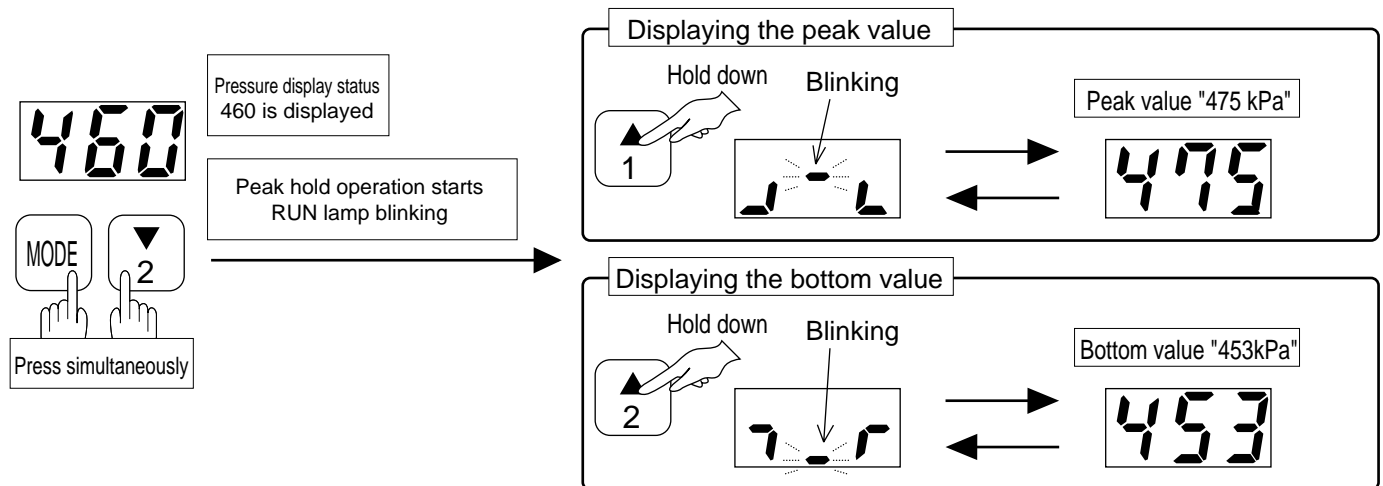 Pressure display status
460 is displayed
460
Peak hold operation starts
RUN lamp blinking
MODE
▼
2
Press simultaneously
Displaying the peak value
Hold down
Blinking
▲
1
Peak value "475 kPa"
475
Displaying the bottom value
Hold down
Blinking
▲
2
Bottom value "453kPa"
453